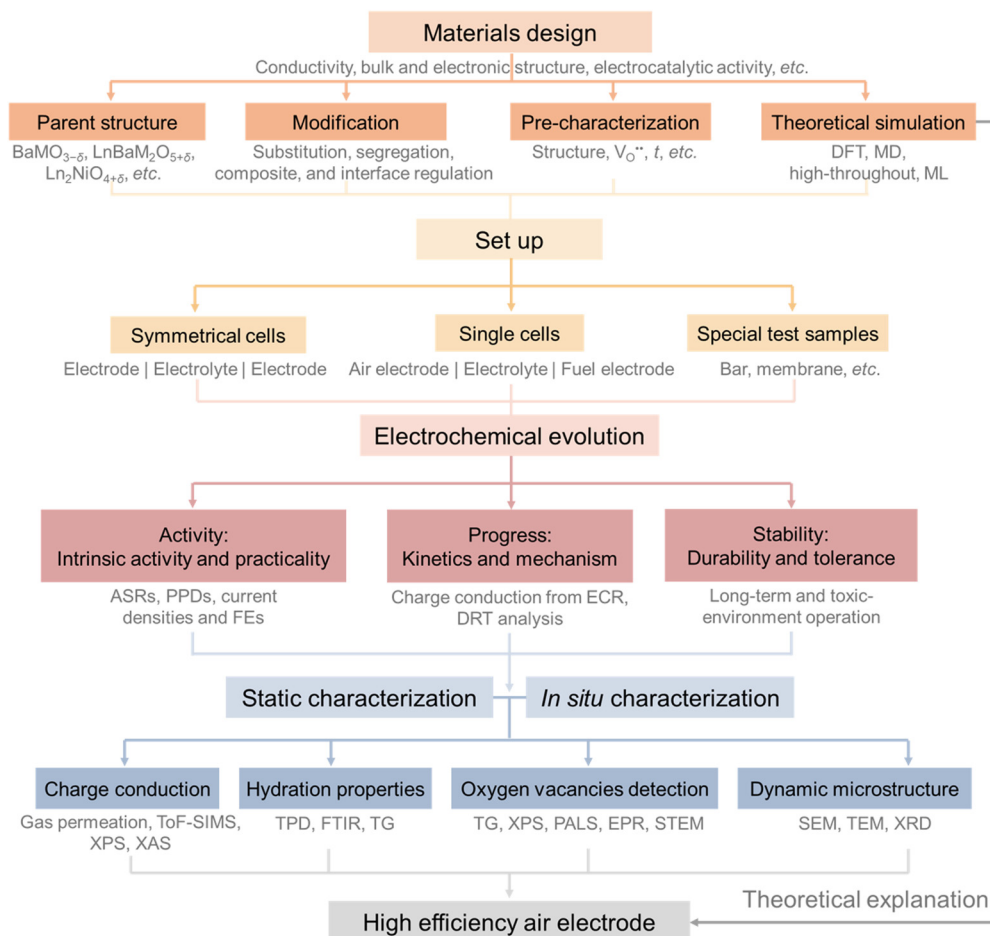 Materials design
Conductivity, bulk and electronic structure, electrocatalytic activity, etc.
Parent structure
BaMO₃₋δ, LnBaM₂O₅₊δ,
Ln₂NiO₄₊δ, etc.
Modification
Substitution, segregation,
composite, and interface regulation
Pre-characterization
Structure, V_O••, t, etc.
Theoretical simulation
DFT, MD,
high-throughout, ML
Set up
Symmetrical cells
Electrode | Electrolyte | Electrode
Single cells
Air electrode | Electrolyte | Fuel electrode
Special test samples
Bar, membrane, etc.
Electrochemical evolution
Activity:
Intrinsic activity and practicality
ASRs, PPDs, current
densities and FEs
Progress:
Kinetics and mechanism
Charge conduction from ECR,
DRT analysis
Stability:
Durability and tolerance
Long-term and toxic-
environment operation
Static characterization
In situ characterization
Charge conduction
Gas permeation, ToF-SIMS,
XPS, XAS
Hydration properties
TPD, FTIR, TG
Oxygen vacancies detection
TG, XPS, PALS, EPR, STEM
Dynamic microstructure
SEM, TEM, XRD
Theoretical explanation
High efficiency air electrode